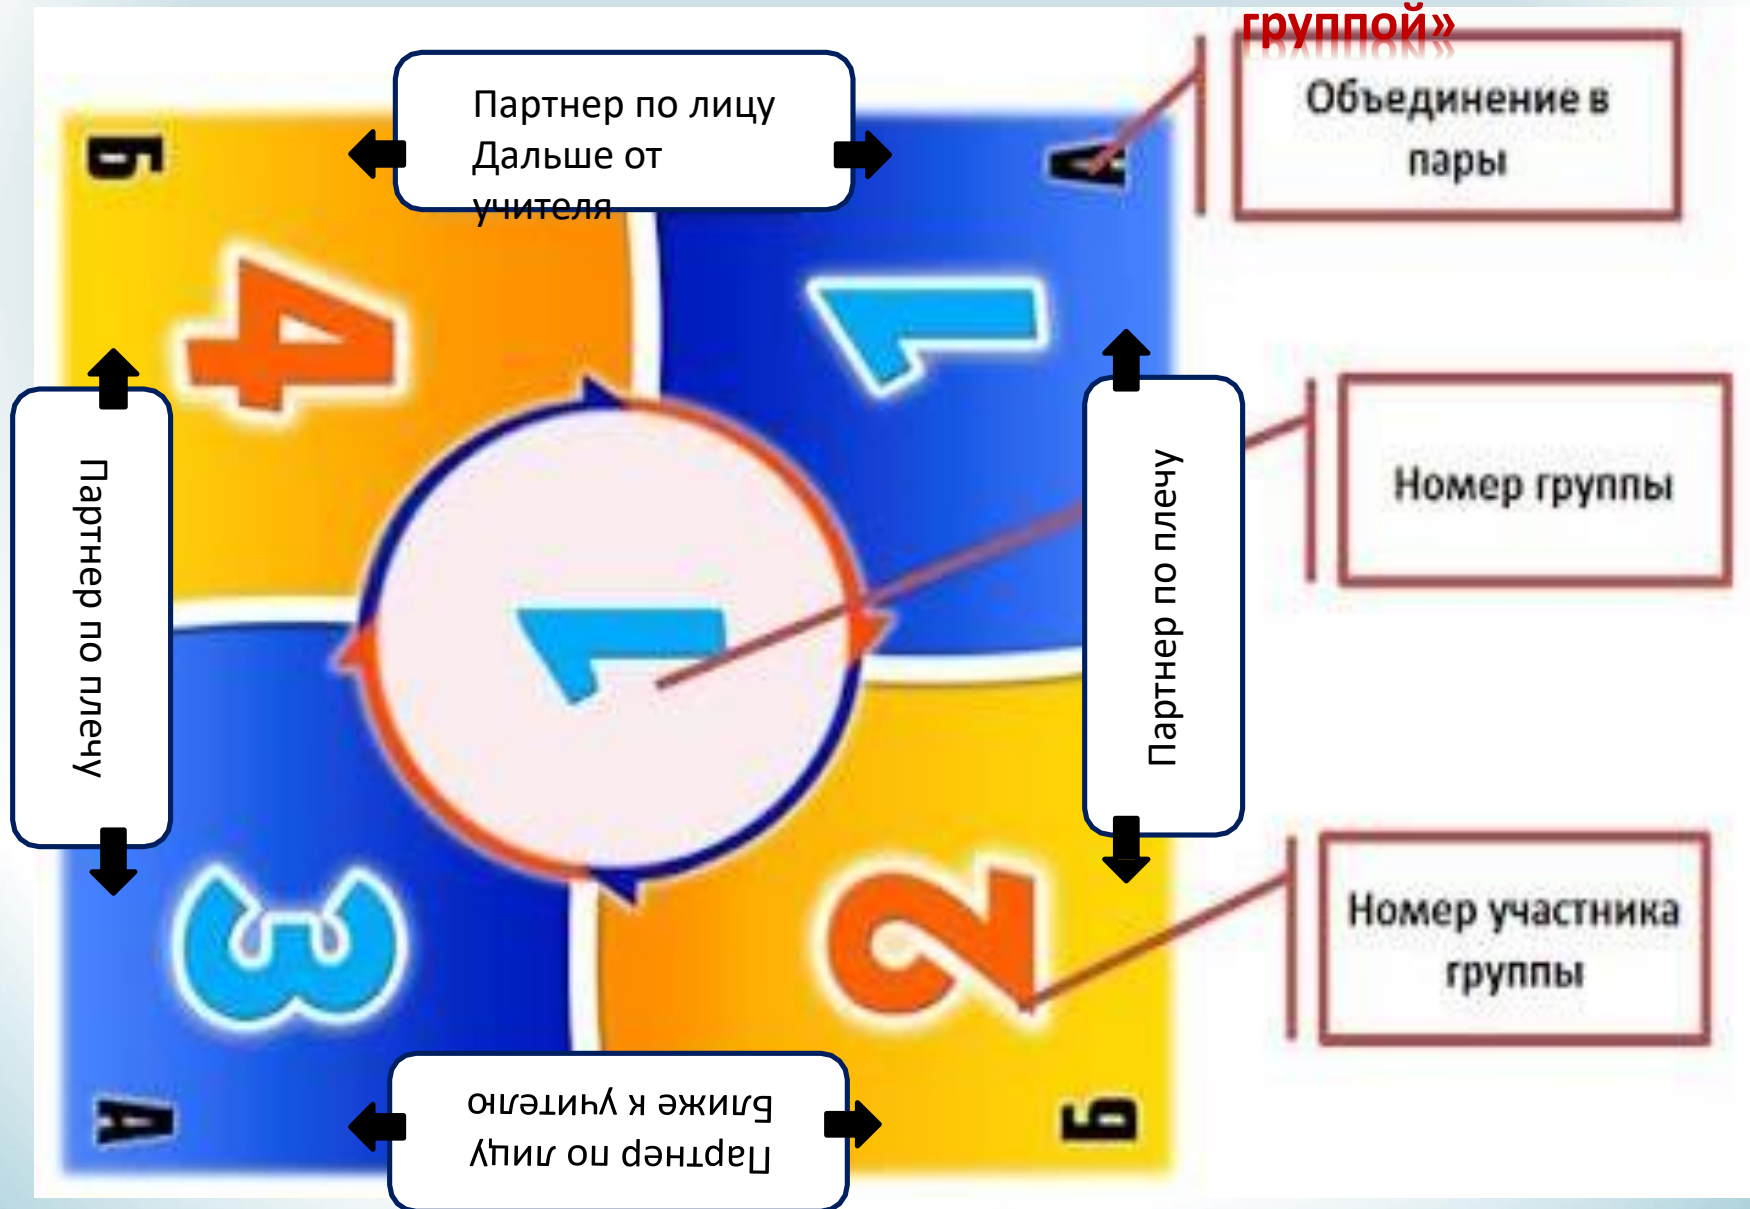 группой»
Партнер по лицу
Дальше от
учителя
Объединение в
пары
Б
А
4
1
Партнер по плечу
Партнер по плечу
Номер группы
1
3
2
Номер участника
группы
А
Б
Партнер по лицу
Ближе к учителю